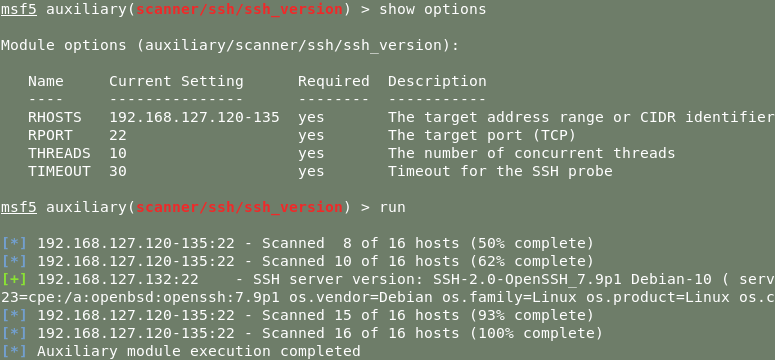 msf5 auxiliary(scanner/ssh/ssh_version) > show options
Module options (auxiliary/scanner/ssh/ssh_version):
Name Current Setting Required Description
---- --------------- -------- -----------
RHOSTS 192.168.127.120-135 yes The target address range or CIDR identifier
RPORT 22 yes The target port (TCP)
THREADS 10 yes The number of concurrent threads
TIMEOUT 30 yes Timeout for the SSH probe
msf5 auxiliary(scanner/ssh/ssh_version) > run
[*] 192.168.127.120-135:22 - Scanned 8 of 16 hosts (50% complete)
[*] 192.168.127.120-135:22 - Scanned 10 of 16 hosts (62% complete)
[+] 192.168.127.132:22 - SSH server version: SSH-2.0-OpenSSH_7.9p1 Debian-10 ( serv
23=cpe:/a:openbsd:openssh:7.9p1 os.vendor=Debian os.family=Linux os.product=Linux os.c
[*] 192.168.127.120-135:22 - Scanned 15 of 16 hosts (93% complete)
[*] 192.168.127.120-135:22 - Scanned 16 of 16 hosts (100% complete)
[*] Auxiliary module execution completed